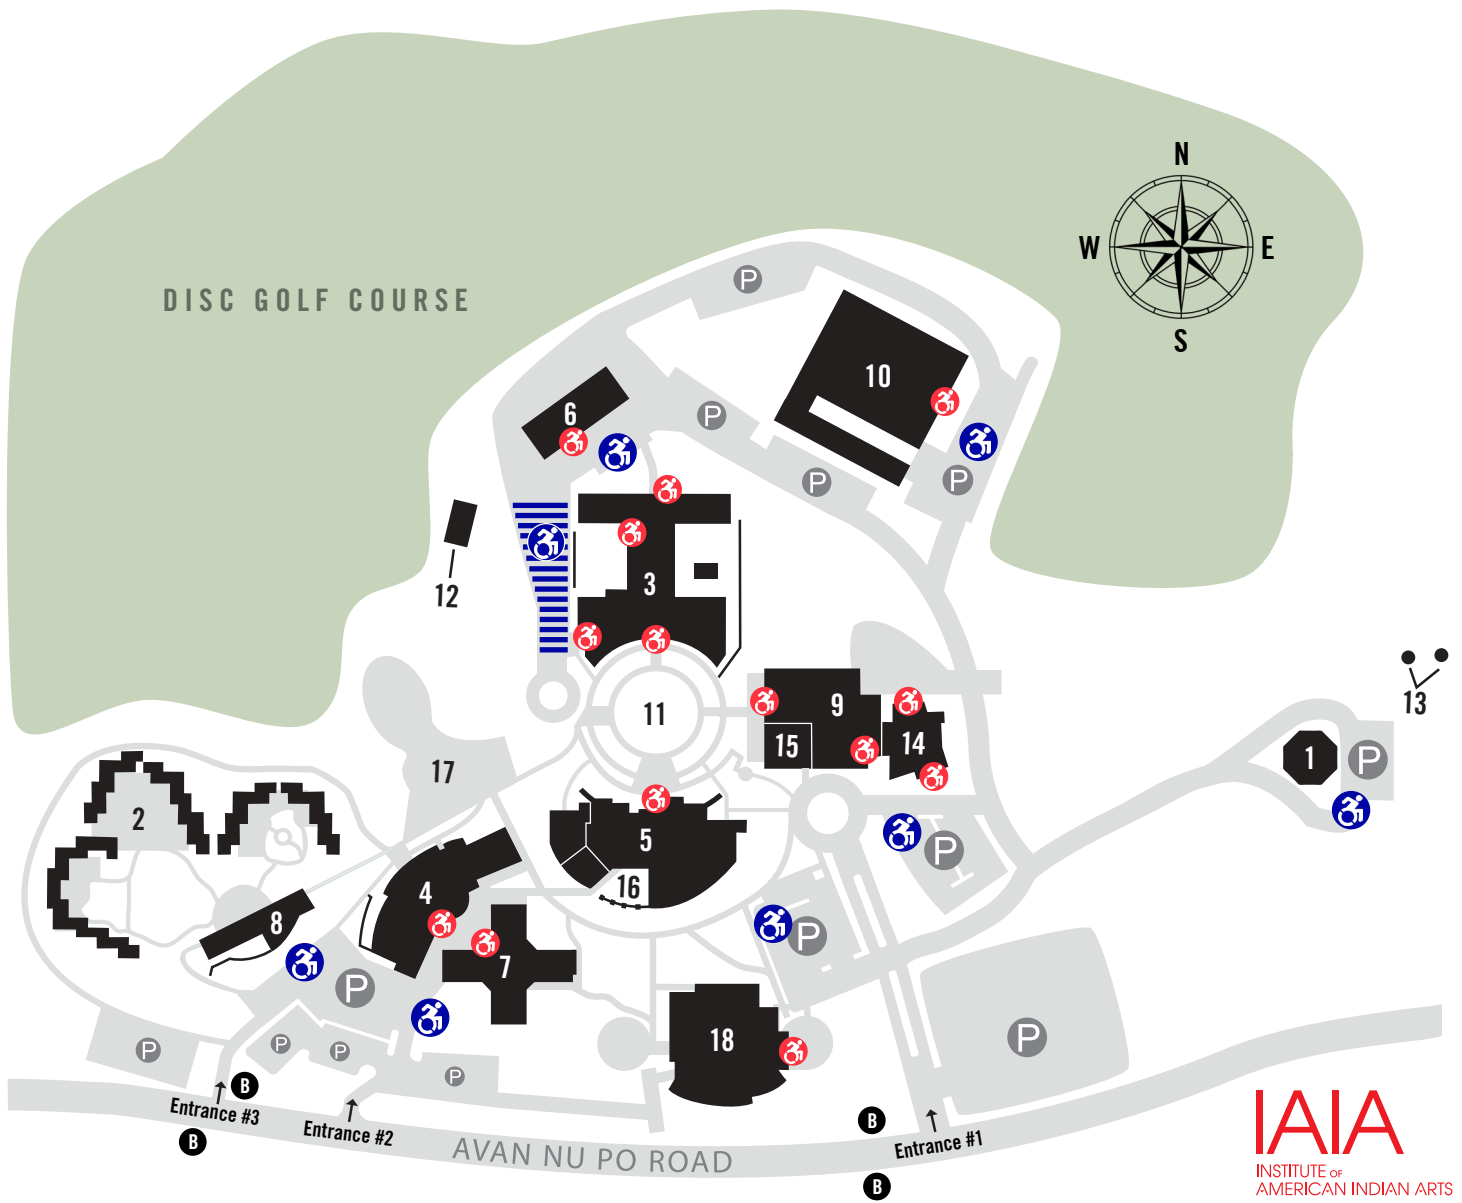 N
W
E
S
DISC GOLF COURSE
P
10
6
P
P
P
12
3
13
11
9
15
14
1
P
17
2
5
P
4
16
8
P
7
P
18
P
P
P
P
P
B
Entrance #3
B
Entrance #2
AVAN NU PO ROAD
B
Entrance #1
B
IAIA
INSTITUTE OF
AMERICAN INDIAN ARTS